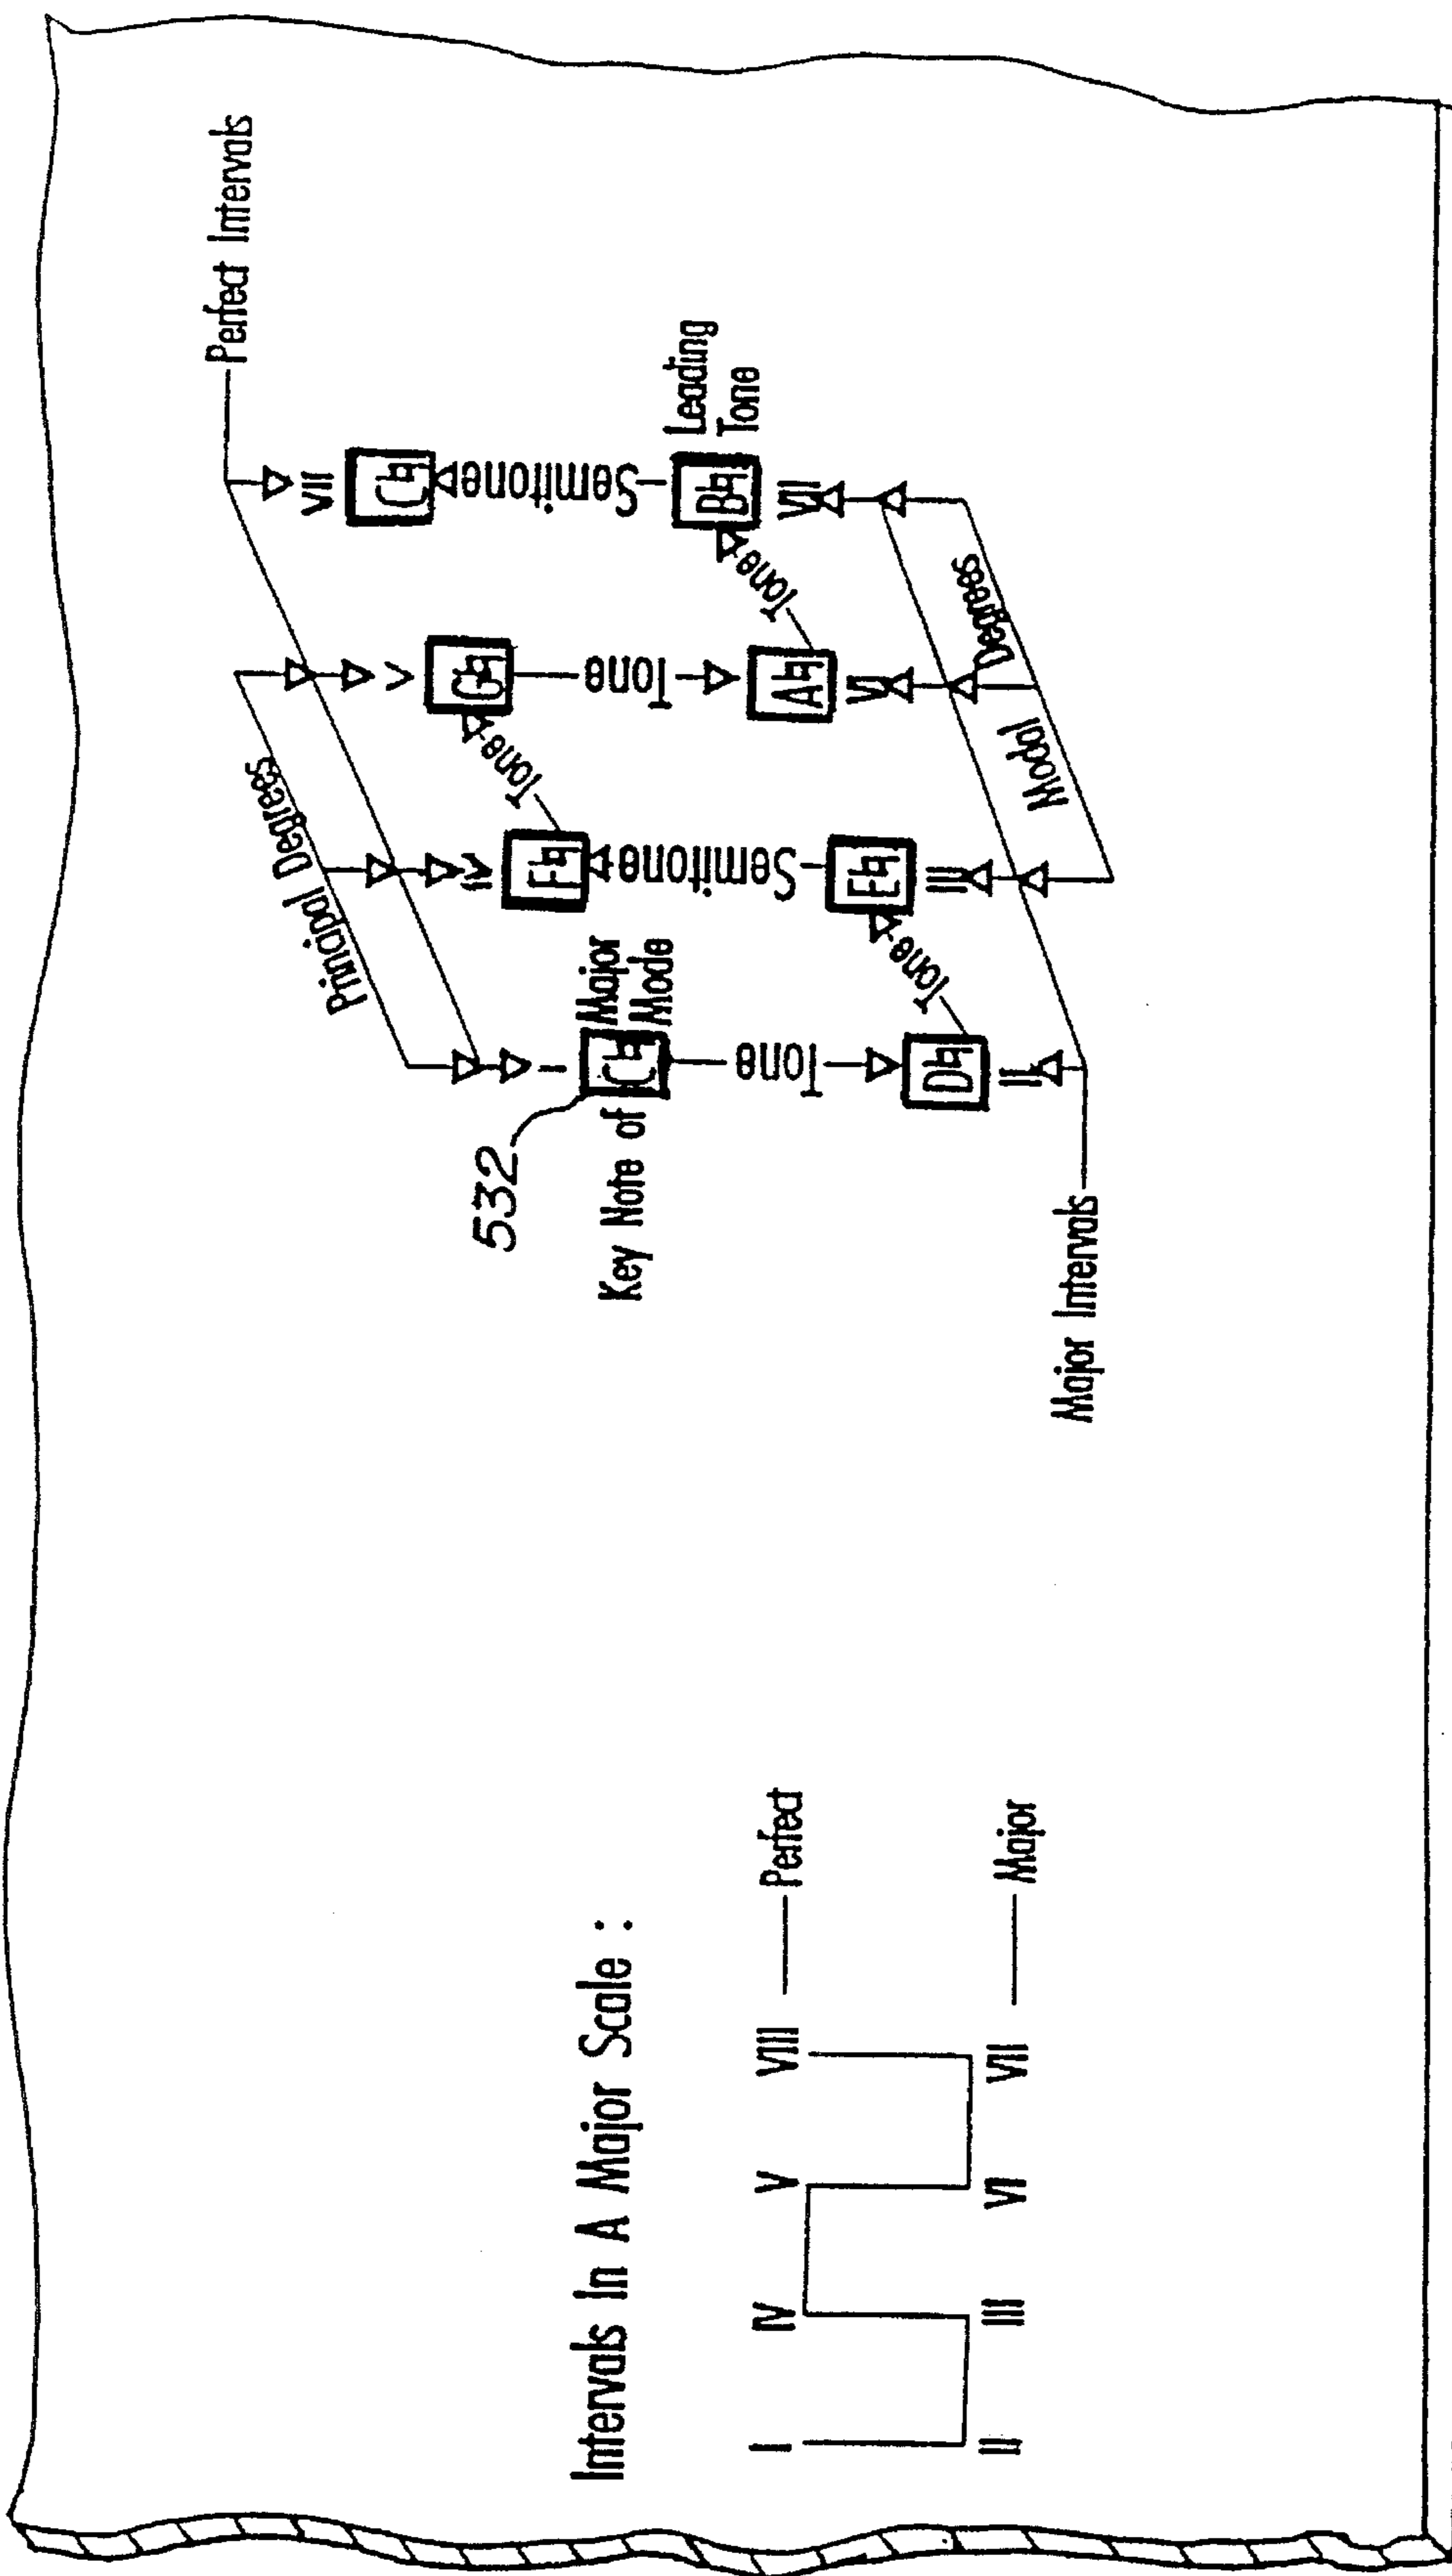 Intervals In A Major Scale :
I IV V VIII — Perfect
II III VI VII — Major
Perfect Intervals
Principal Degrees
VII
V
IV
I
C♮
G♮
F♮
532
Key Note of C♮ Major
Mode
Tone
Tone
Semitone
Tone
Semitone
B♮ Leading
Tone
Tone
A♮
Tone
E♮
D♮
II
III
VI
VII
Modal Degrees
Major Intervals